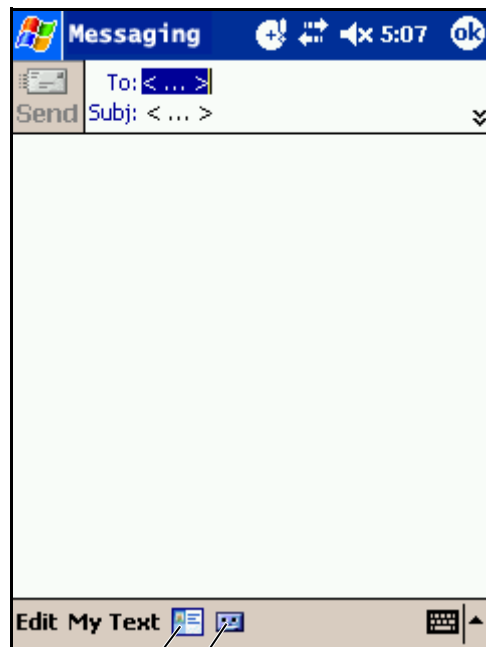 Messaging 5:07 ok
To: < ... >
Send Subj: < ... >
Edit My Text